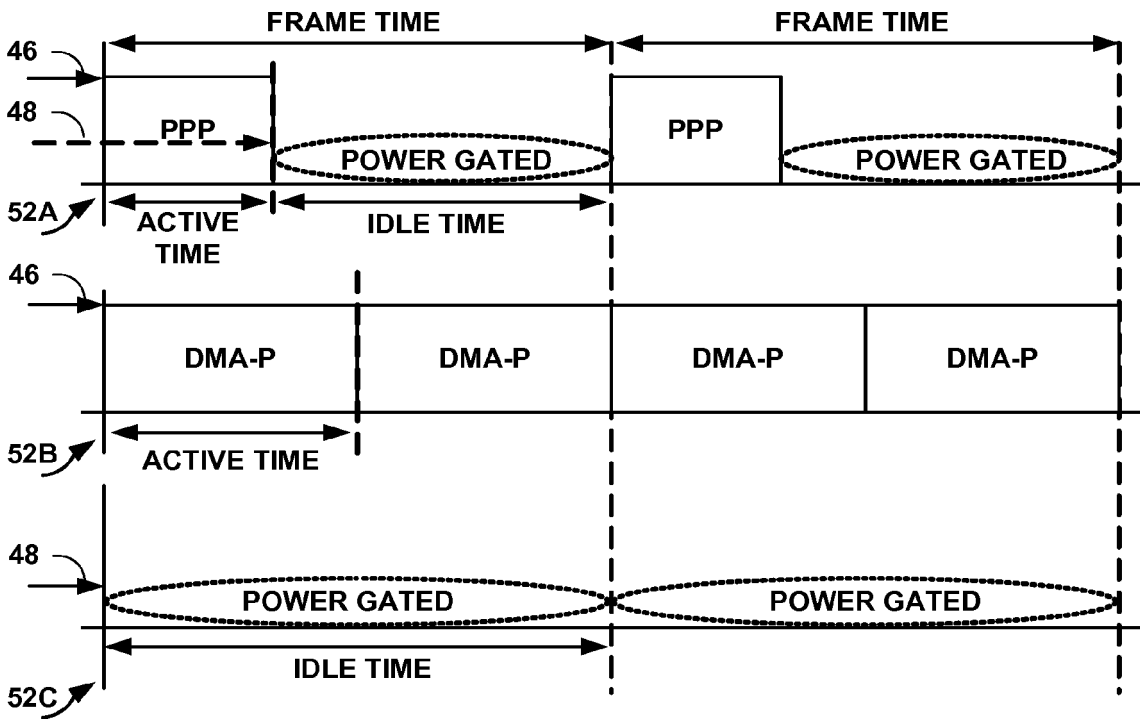 FRAME TIME FRAME TIME
46
48
PPP PPP
POWER GATED POWER GATED
52A
ACTIVE
TIME
IDLE TIME
46
DMA-P DMA-P DMA-P DMA-P
52B
ACTIVE TIME
48
POWER GATED POWER GATED
IDLE TIME
52C